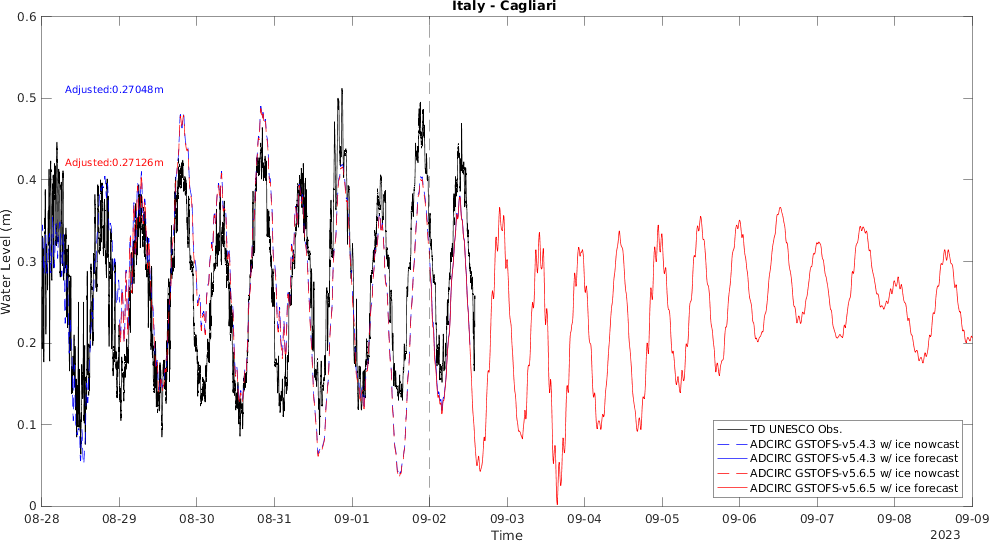 Italy - Cagliari
0.6
0.5
0.4
0.3
0.2
0.1
0
Water Level (m)
Adjusted:0.27048m
Adjusted:0.27126m
TD UNESCO Obs.
ADCIRC GSTOFS-v5.4.3 w/ ice nowcast
ADCIRC GSTOFS-v5.4.3 w/ ice forecast
ADCIRC GSTOFS-v5.6.5 w/ ice nowcast
ADCIRC GSTOFS-v5.6.5 w/ ice forecast
08-28 08-29 08-30 08-31 09-01 09-02 09-03 09-04 09-05 09-06 09-07 09-08 09-09
Time
2023